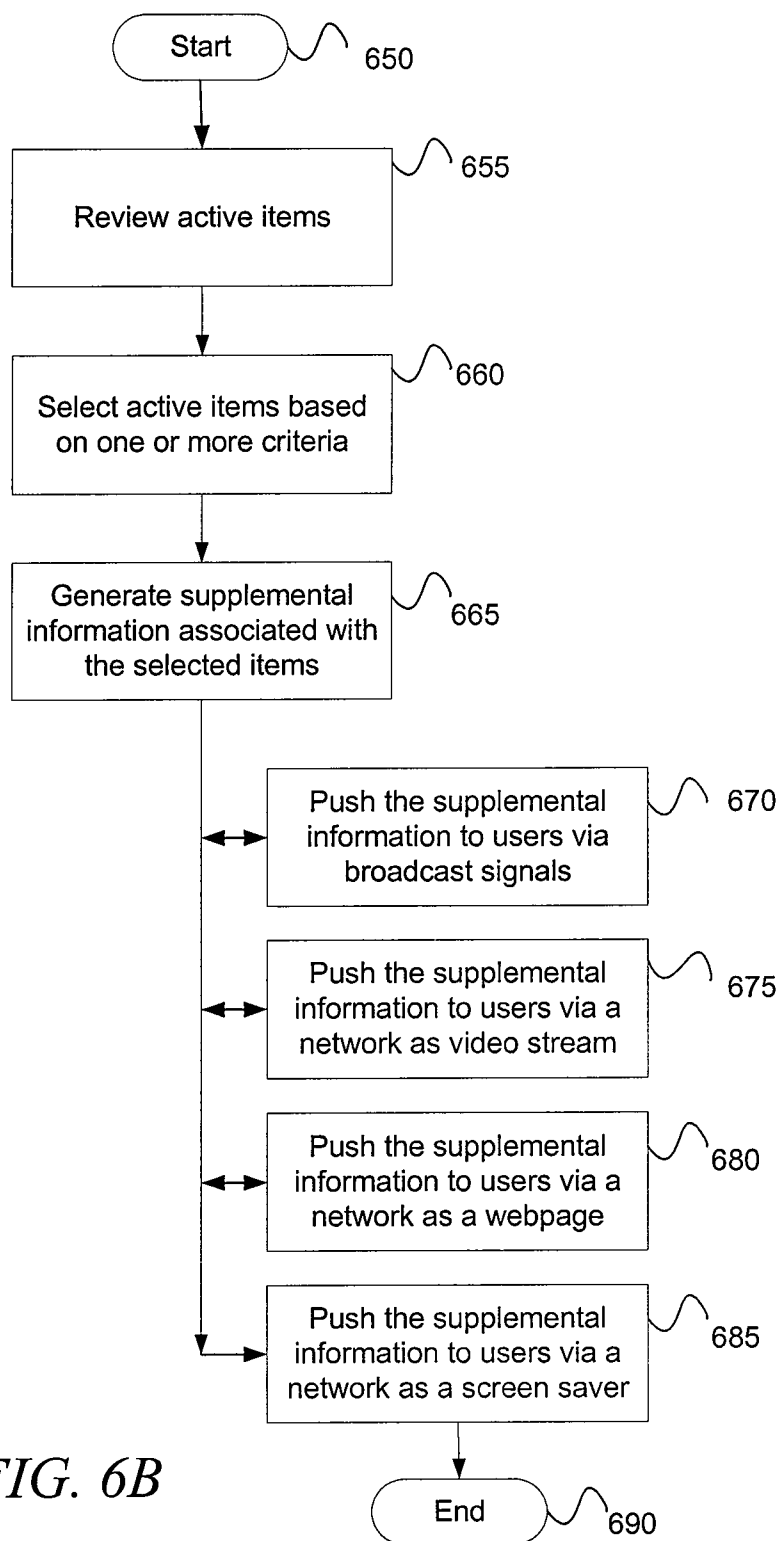 Start
650
655
Review active items
660
Select active items based
on one or more criteria
665
Generate supplemental
information associated with
the selected items
670
Push the supplemental
information to users via
broadcast signals
675
Push the supplemental
information to users via a
network as video stream
680
Push the supplemental
information to users via a
network as a webpage
685
Push the supplemental
information to users via a
network as a screen saver
FIG. 6B
End
690